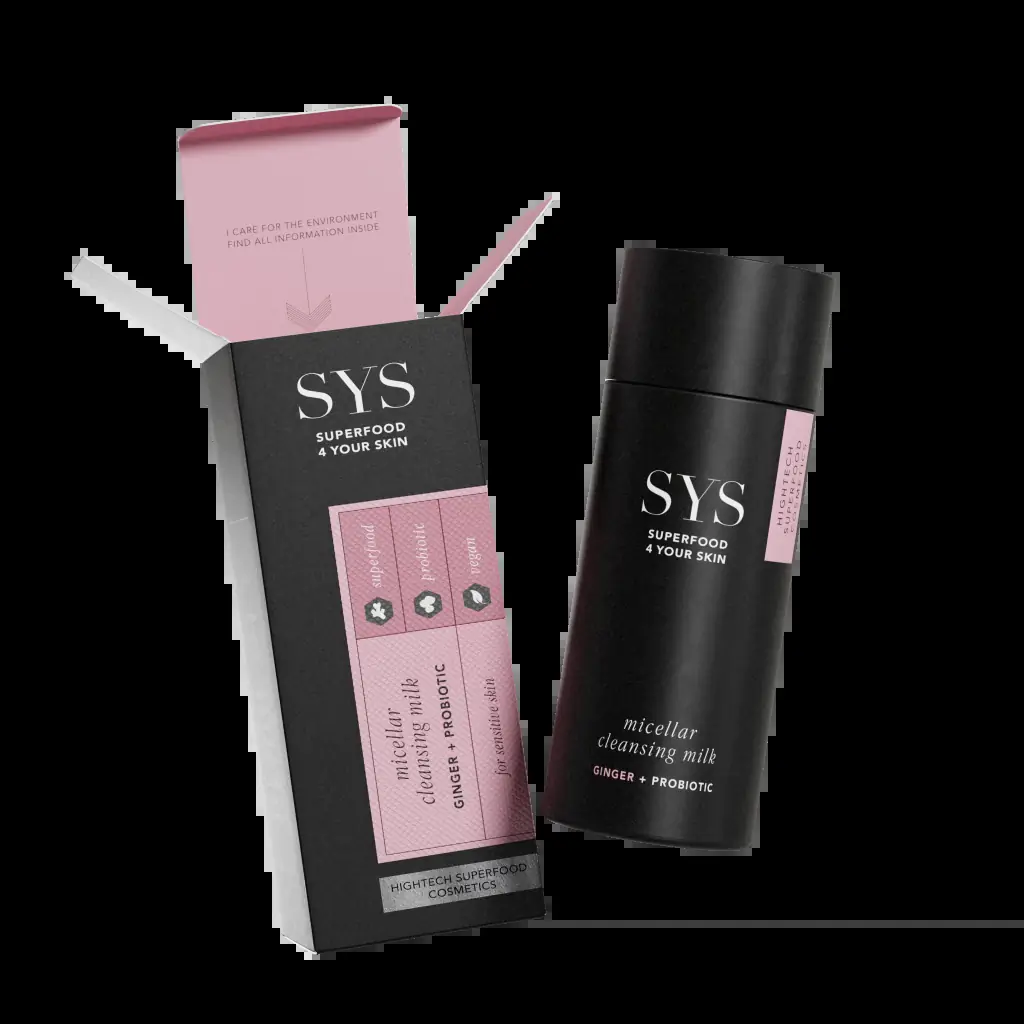 I CARE FOR THE ENVIRONMENT
FIND ALL INFORMATION INSIDE
SYS
SUPERFOOD
4 YOUR SKIN
superfood
probiotic
vegan
micellar
cleansing milk
GINGER + PROBIOTIC
for sensitive skin
HIGHTECH SUPERFOOD
COSMETICS
SYS
SUPERFOOD
4 YOUR SKIN
HIGHTECH
SUPERFOOD
COSMETICS
micellar
cleansing milk
GINGER + PROBIOTIC